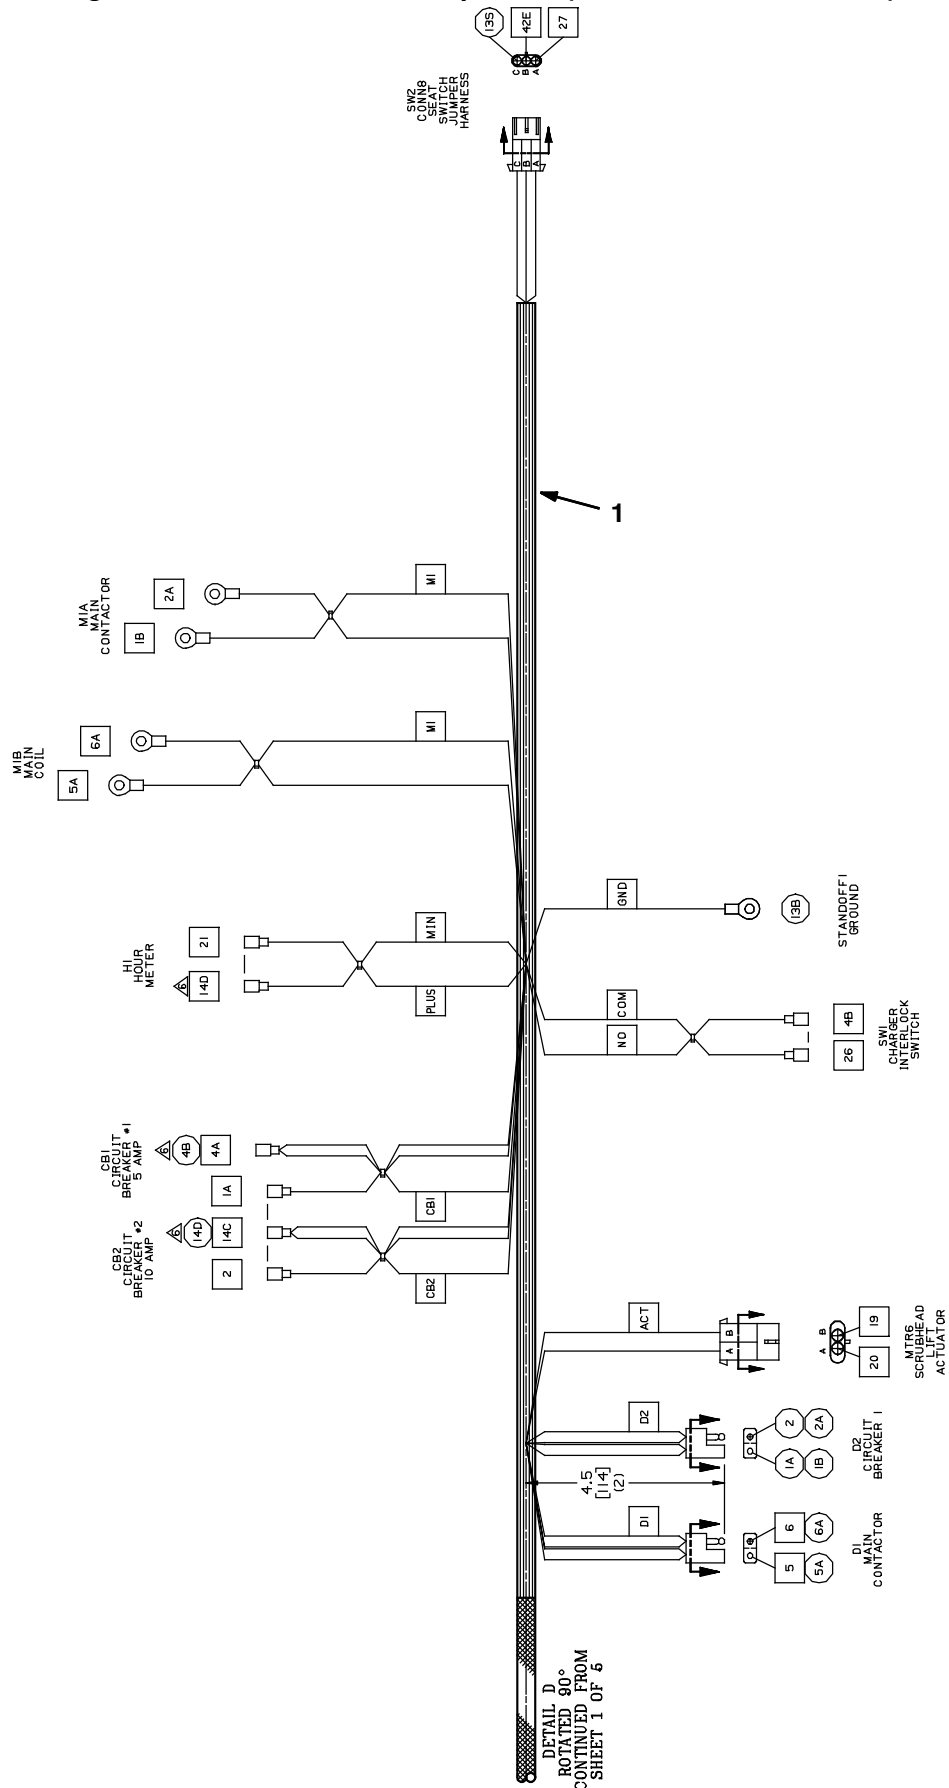 13S
42E
27
C
B
A
SW2
CONN8
SEAT
SWITCH
JUMPER
HARNESS
C
B
A
1
M1A
MAIN
CONTACTOR
2A
1B
M1
M1B
MAIN
COIL
6A
5A
M1
H1
HOUR
METER
21
6
14D
MIN
PLUS
GND
13B
STANDOFF1
GROUND
COM
NO
4B
26
SW1
CHARGER
INTERLOCK
SWITCH
CB1
CIRCUIT
BREAKER #1
5 AMP
6
4B
4A
1A
CB1
CB2
CIRCUIT
BREAKER #2
10 AMP
6
14D
14C
2
CB2
ACT
B
A
B
A
19
20
MTR6
SCRUBHEAD
LIFT
ACTUATOR
D2
2
2A
1A
1B
D2
CIRCUIT
BREAKER 1
4.5
[114]
(2)
D1
6
6A
5
5A
D1
MAIN
CONTACTOR
DETAIL D
ROTATED 90°
CONTINUED FROM
SHEET 1 OF 5